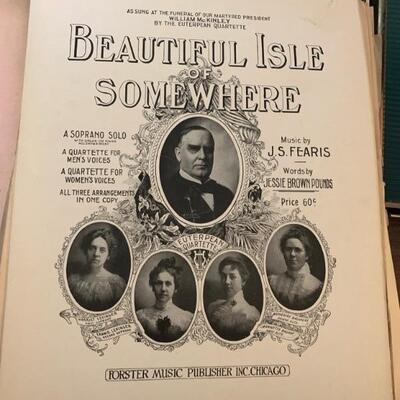 AS SUNG AT THE FUNERAL OF OUR MARTYRED PRESIDENT
WILLIAM McKINLEY
BY THE EUTERPEAN QUARTETTE
BEAUTIFUL ISLE
OF
SOMEWHERE
A SOPRANO SOLO
A QUARTETTE FOR
MEN'S VOICES
A QUARTETTE FOR
WOMEN'S VOICES
ALL THREE ARRANGEMENTS
IN ONE COPY
Music by
J.S. FEARIS
Words by
JESSIE BROWN POUNDS
Price 60¢
EUTERPEAN
QUARTETTE
FORSTER MUSIC PUBLISHER INC. CHICAGO.